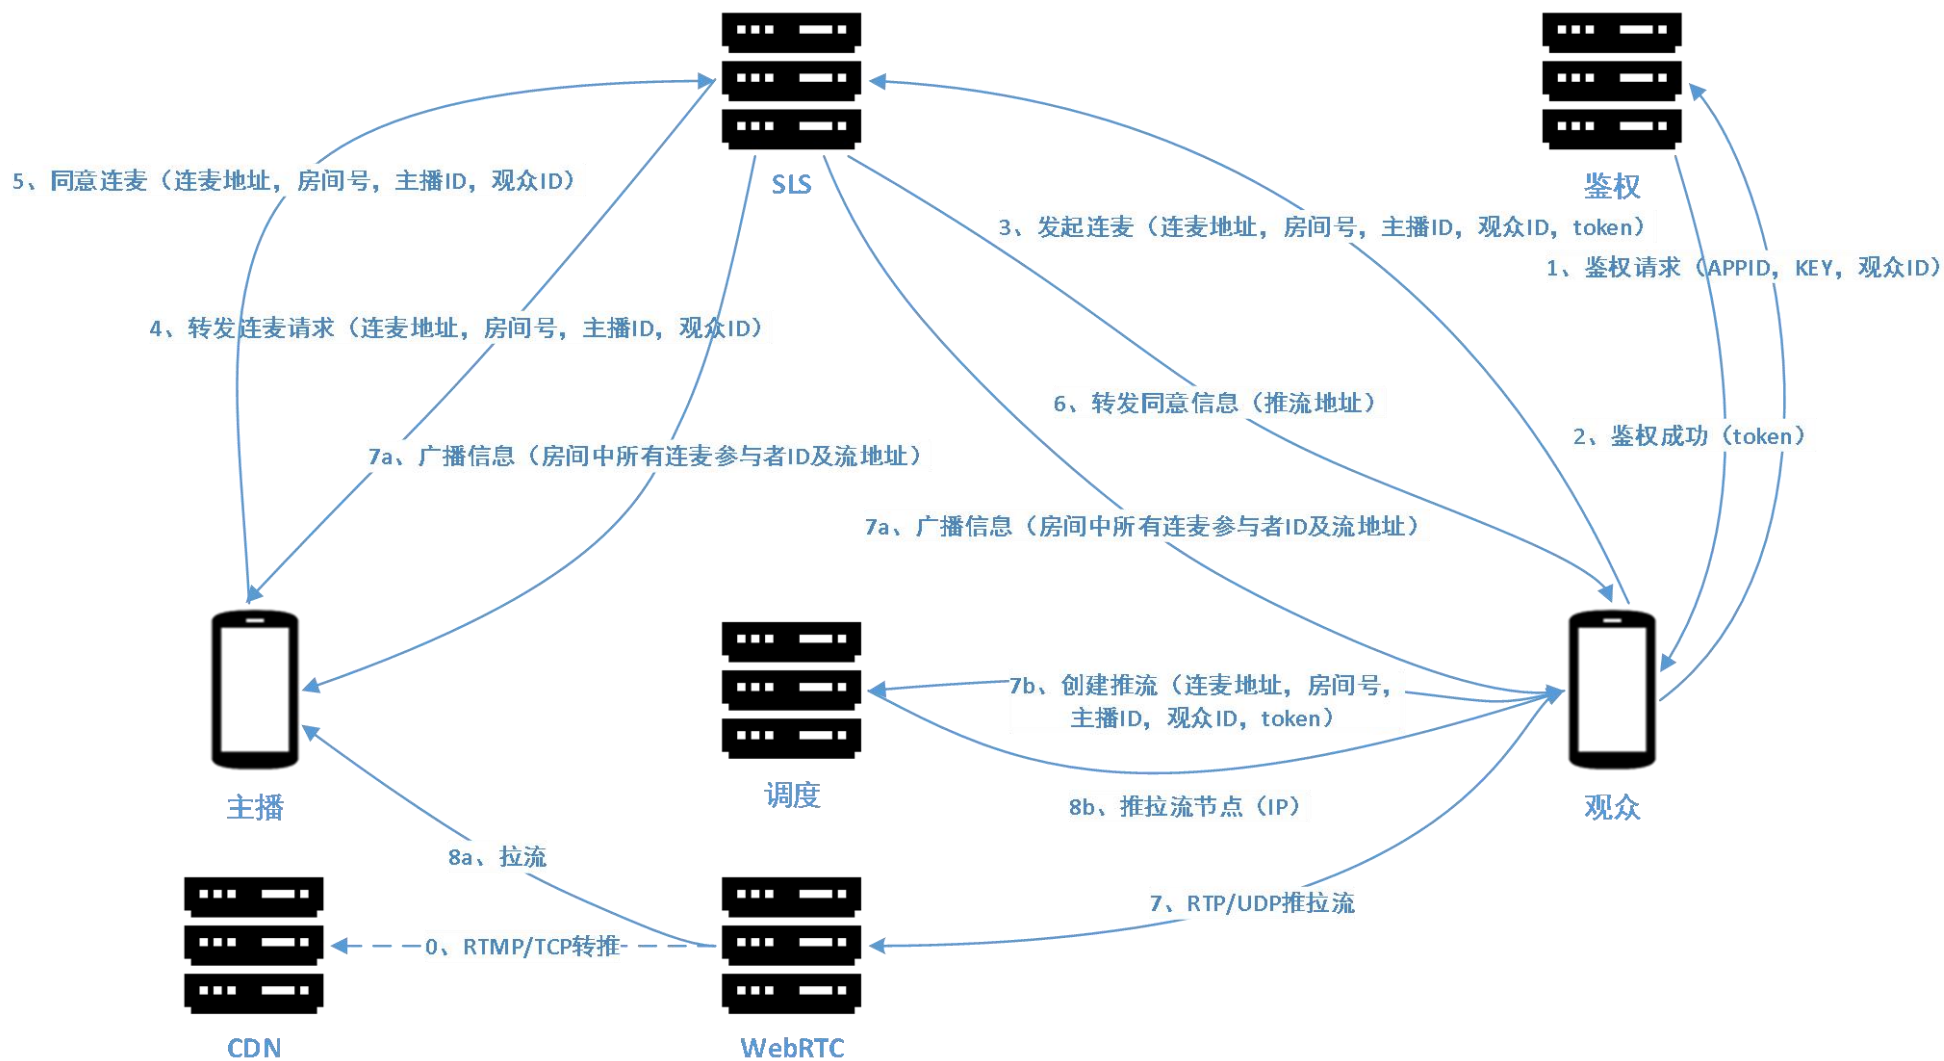 SLS
鉴权
5、同意连麦（连麦地址，房间号，主播ID，观众ID）
3、发起连麦（连麦地址，房间号，主播ID，观众ID，token）
1、鉴权请求（APPID，KEY，观众ID）
4、转发连麦请求（连麦地址，房间号，主播ID，观众ID）
6、转发同意信息（推流地址）
2、鉴权成功（token）
7a、广播信息（房间中所有连麦参与者ID及流地址）
7a、广播信息（房间中所有连麦参与者ID及流地址）
7b、创建推流（连麦地址，房间号，
主播ID，观众ID，token）
主播
调度
8b、推拉流节点（IP）
观众
8a、拉流
7、RTP/UDP推拉流
0、RTMP/TCP转推
CDN
WebRTC